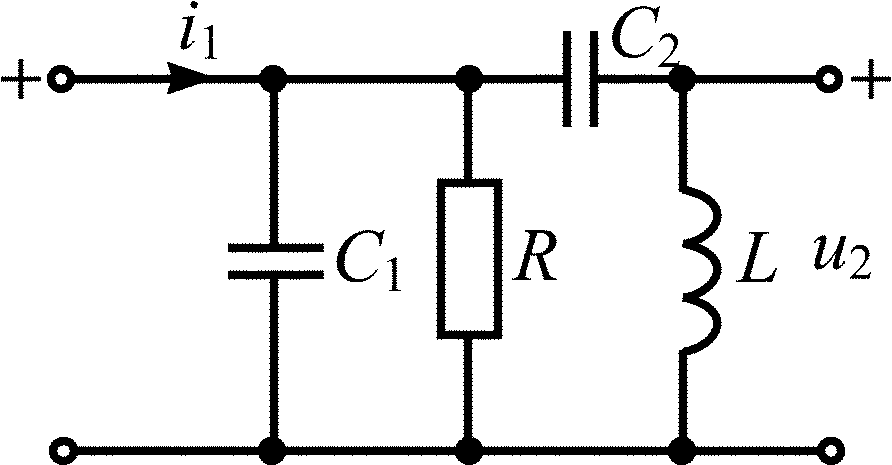 i₁
C₂
+ +
C₁ R L u₂